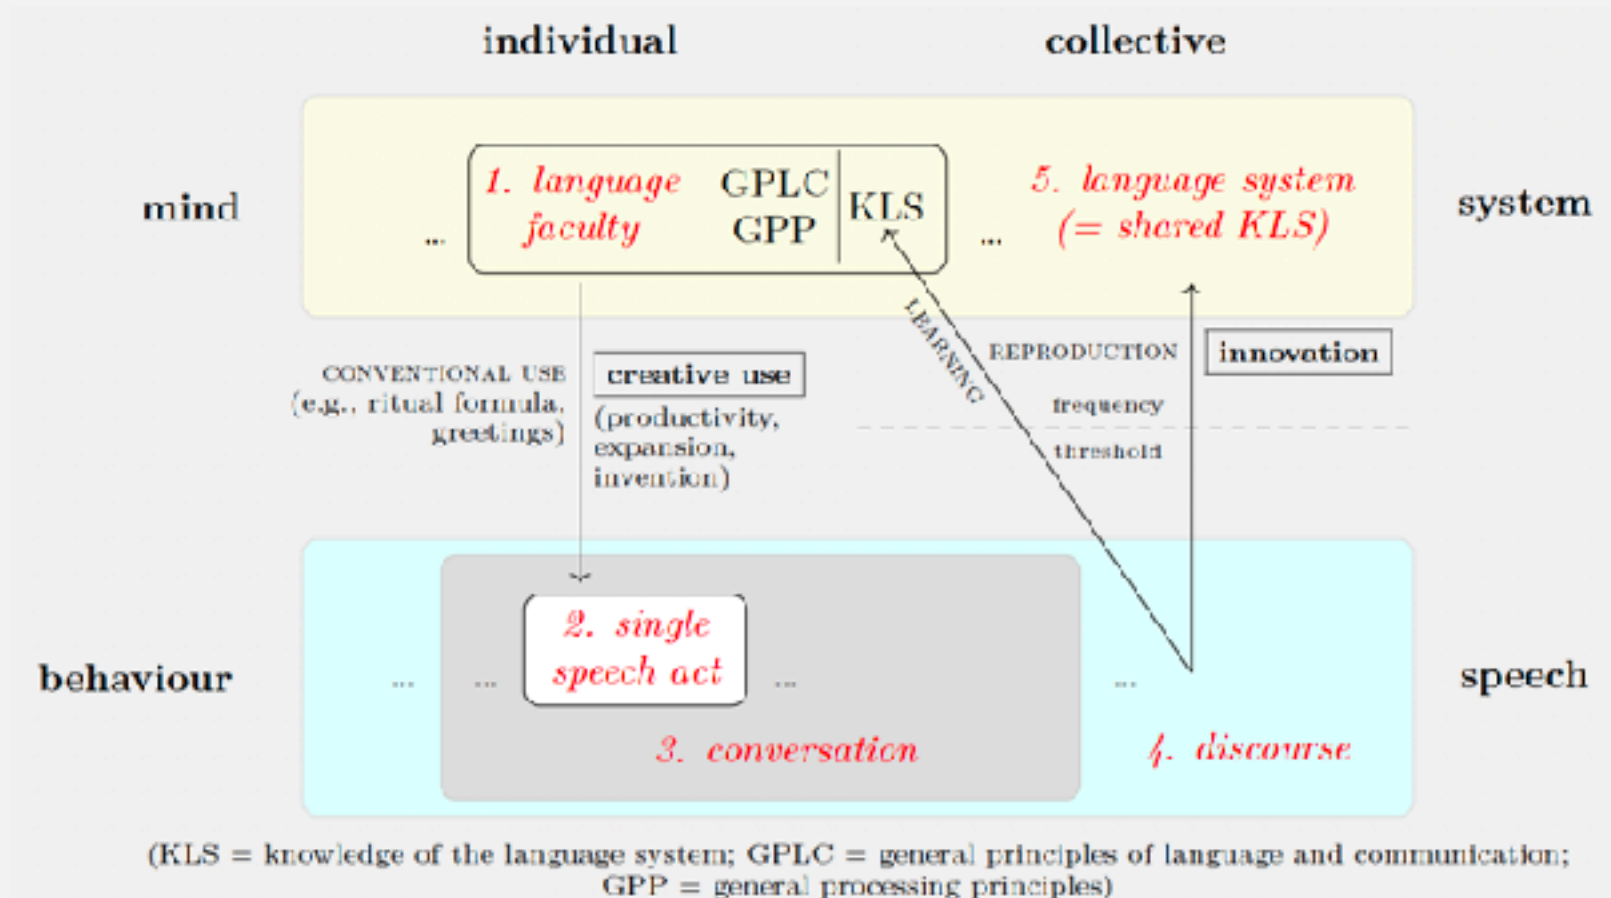 individual
collective
mind
1. language
faculty
GPLC
GPP
KLS
...
...
5. language system
(= shared KLS)
system
CONVENTIONAL USE
(e.g., ritual formula,
greetings)
creative use
(productivity,
expansion,
invention)
LEARNING
REPRODUCTION
innovation
frequency
threshold
behaviour
...
...
2. single
speech act
...
...
speech
3. conversation
4. discourse
(KLS = knowledge of the language system; GPLC = general principles of language and communication;
GPP = general processing principles)